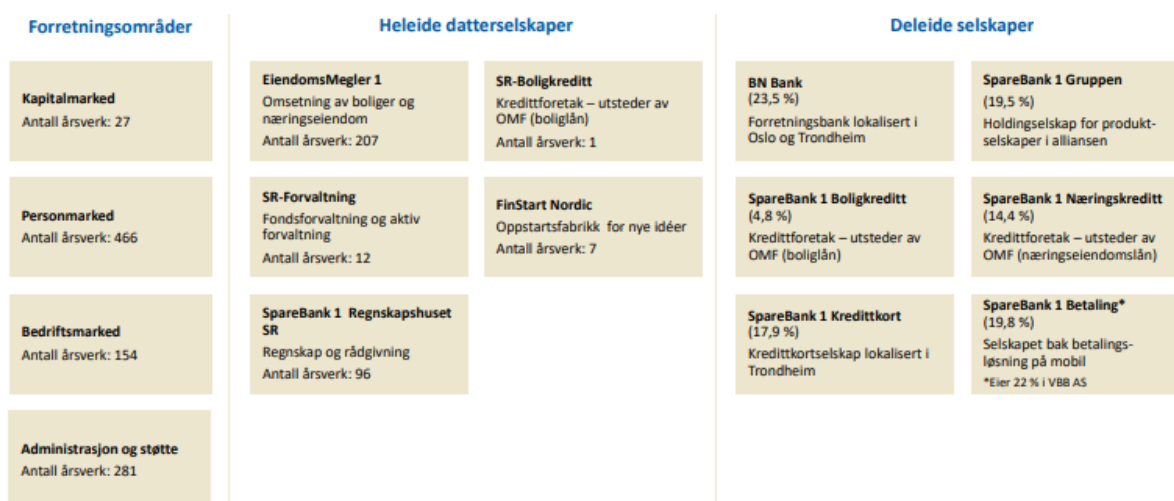 Forretningsområder
Kapitalmarked
Antall årsverk: 27
Personmarked
Antall årsverk: 466
Bedriftsmarked
Antall årsverk: 154
Administrasjon og støtte
Antall årsverk: 281
Heleide datterselskaper
EiendomsMegler 1
Omsetning av boliger og
næringseiendom
Antall årsverk: 207
SR-Boligkreditt
Kredittforetak – utsteder av
OMF (boliglån)
Antall årsverk: 1
SR-Forvaltning
Fondsforvaltning og aktiv
forvaltning
Antall årsverk: 12
FinStart Nordic
Oppstartsfabrikk for nye idéer
Antall årsverk: 7
SpareBank 1 Regnskapshuset
SR
Regnskap og rådgivning
Antall årsverk: 96
Deleide selskaper
BN Bank
(23,5 %)
Forretningsbank lokalisert i
Oslo og Trondheim
SpareBank 1 Gruppen
(19,5 %)
Holdingselskap for produkt-
selskaper i alliansen
SpareBank 1 Boligkreditt
(4,8 %)
Kredittforetak – utsteder av
OMF (boliglån)
SpareBank 1 Næringskreditt
(14,4 %)
Kredittforetak – utsteder av
OMF (næringseiendomslån)
SpareBank 1 Kredittkort
(17,9 %)
Kredittkortselskap lokalisert i
Trondheim
SpareBank 1 Betaling*
(19,8 %)
Selskapet bak betalings-
løsning på mobil
*Eier 22 % i VBB AS